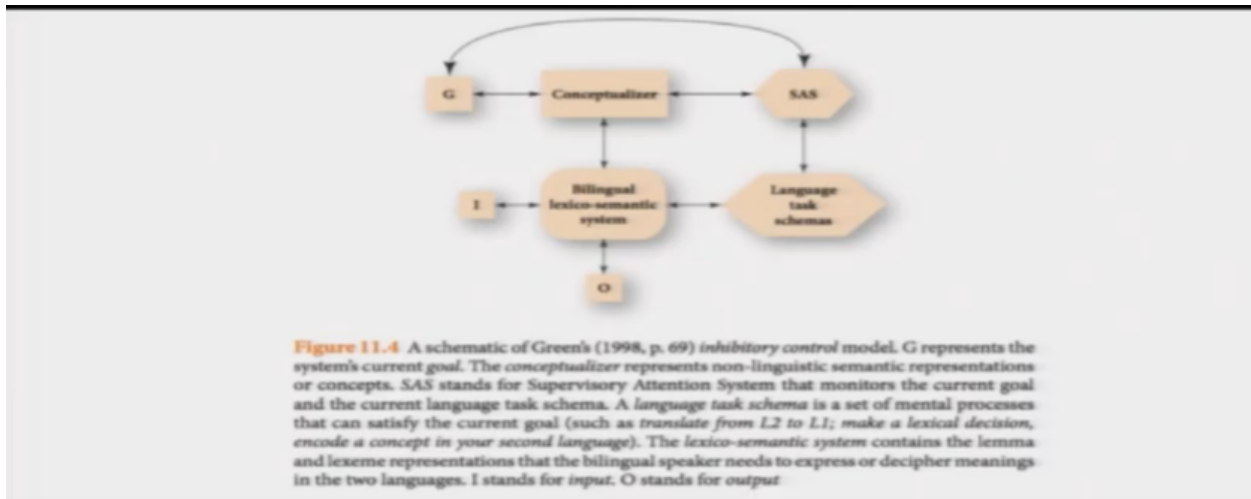 G
Conceptualizer
SAS
I
Bilingual
lexico-semantic
system
Language
task
schemas
O
Figure 11.4 A schematic of Green's (1998, p. 69) inhibitory control model. G represents the
system's current goal. The conceptualizer represents non-linguistic semantic representations
or concepts. SAS stands for Supervisory Attention System that monitors the current goal
and the current language task schema. A language task schema is a set of mental processes
that can satisfy the current goal (such as translate from L2 to L1; make a lexical decision,
encode a concept in your second language). The lexico-semantic system contains the lemma
and lexeme representations that the bilingual speaker needs to express or decipher meanings
in the two languages. I stands for input. O stands for output